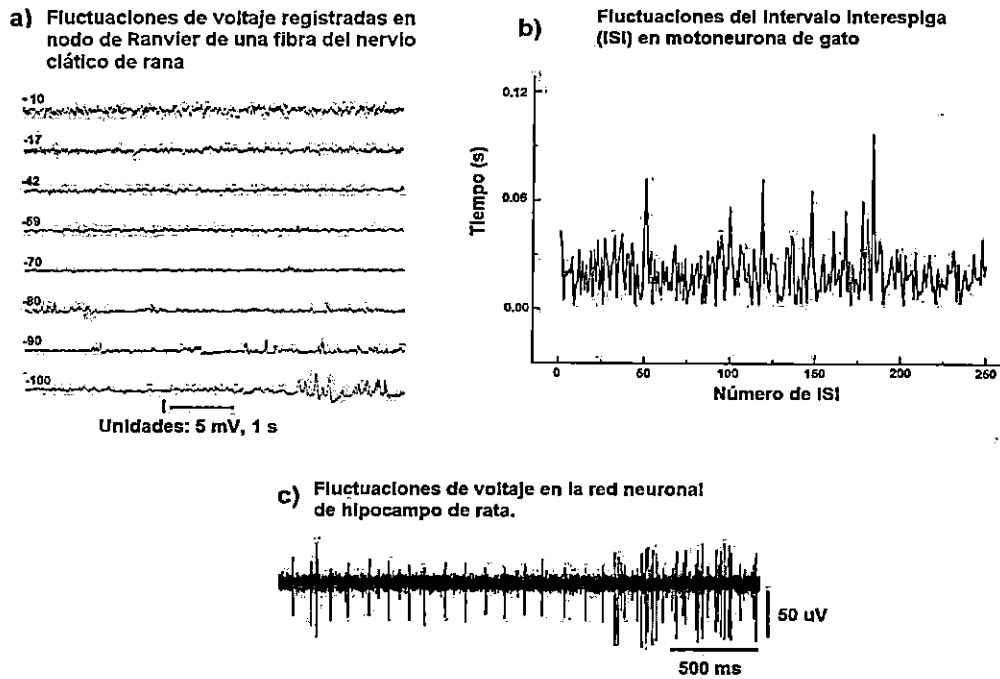 a) Fluctuaciones de voltaje registradas en
nodo de Ranvier de una fibra del nervio
ciático de rana
-10
-17
-42
-59
-70
-80
-90
-100
Unidades: 5 mV, 1 s
b) Fluctuaciones del Intervalo Interespiga
(ISI) en motoneurona de gato
Tiempo (s)
0.12
0.06
0.00
0
50
100
150
200
250
Número de ISI
c) Fluctuaciones de voltaje en la red neuronal
de hipocampo de rata.
50 uV
500 ms